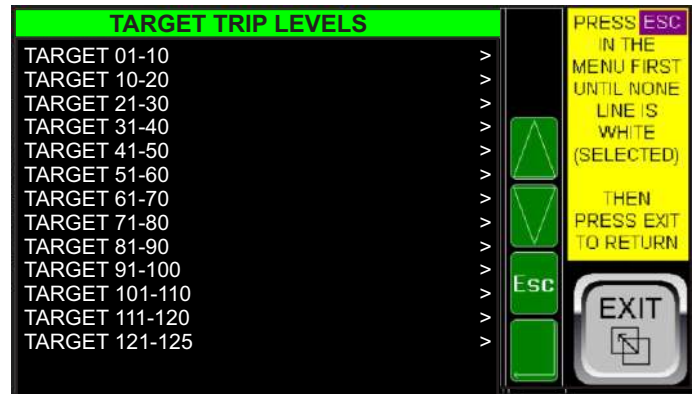 TARGET TRIP LEVELS
TARGET 01-10 >
TARGET 10-20 >
TARGET 21-30 >
TARGET 31-40 >
TARGET 41-50 >
TARGET 51-60 >
TARGET 61-70 >
TARGET 71-80 >
TARGET 81-90 >
TARGET 91-100 >
TARGET 101-110 >
TARGET 111-120 >
TARGET 121-125 >
Esc
PRESS ESC
IN THE
MENU FIRST
UNTIL NONE
LINE IS
WHITE
(SELECTED)
THEN
PRESS EXIT
TO RETURN
EXIT